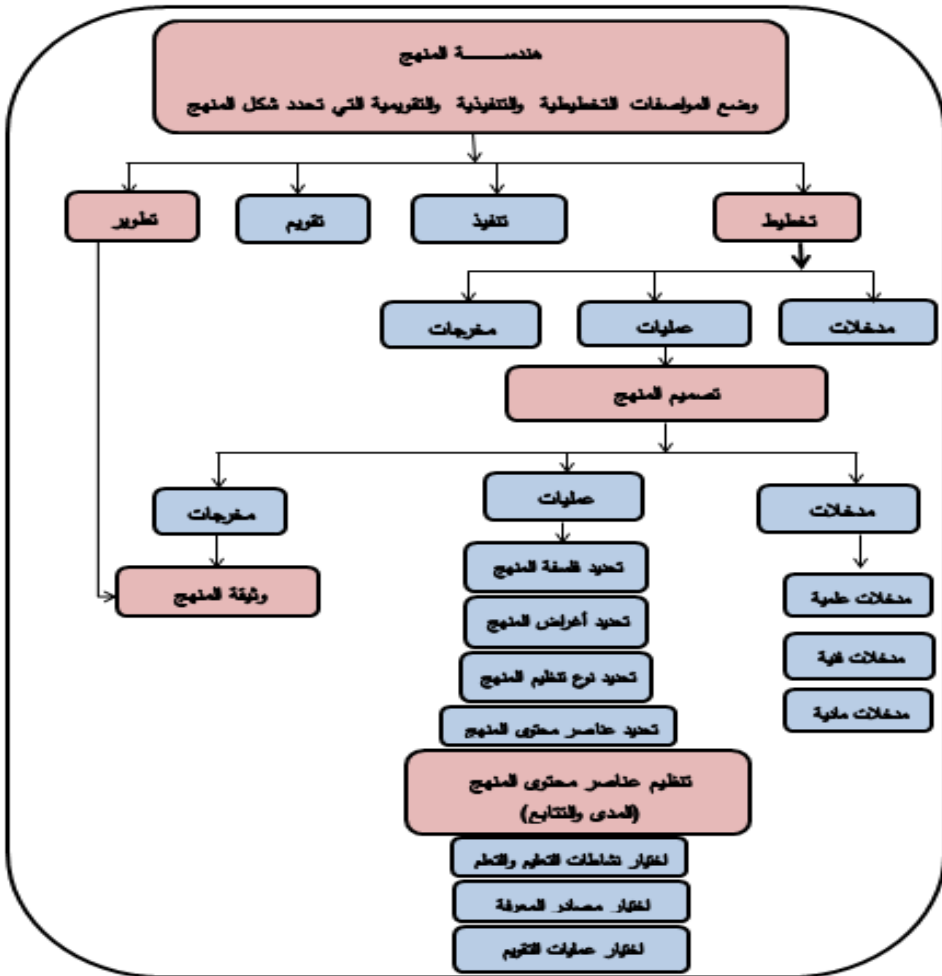 هندســـــــة المنهج
وضع المواصفات التخطيطية والتنفيذية والتقويمية التي تحدد شكل المنهج
تخطيط
تنفيذ
تقويم
تطوير
مدخلات
عمليات
مخرجات
تصميم المنهج
مدخلات
عمليات
مخرجات
مدخلات علمية
مدخلات فنية
مدخلات مادية
تحديد فلسفة المنهج
تحديد أغراض المنهج
تحديد نوع تنظيم المنهج
تحديد عناصر محتوى المنهج
تنظيم عناصر محتوى المنهج
(المدى والتتابع)
اختيار نشاطات التعليم والتعلم
اختيار مصادر المعرفة
اختيار عمليات التقويم
وثيقة المنهج